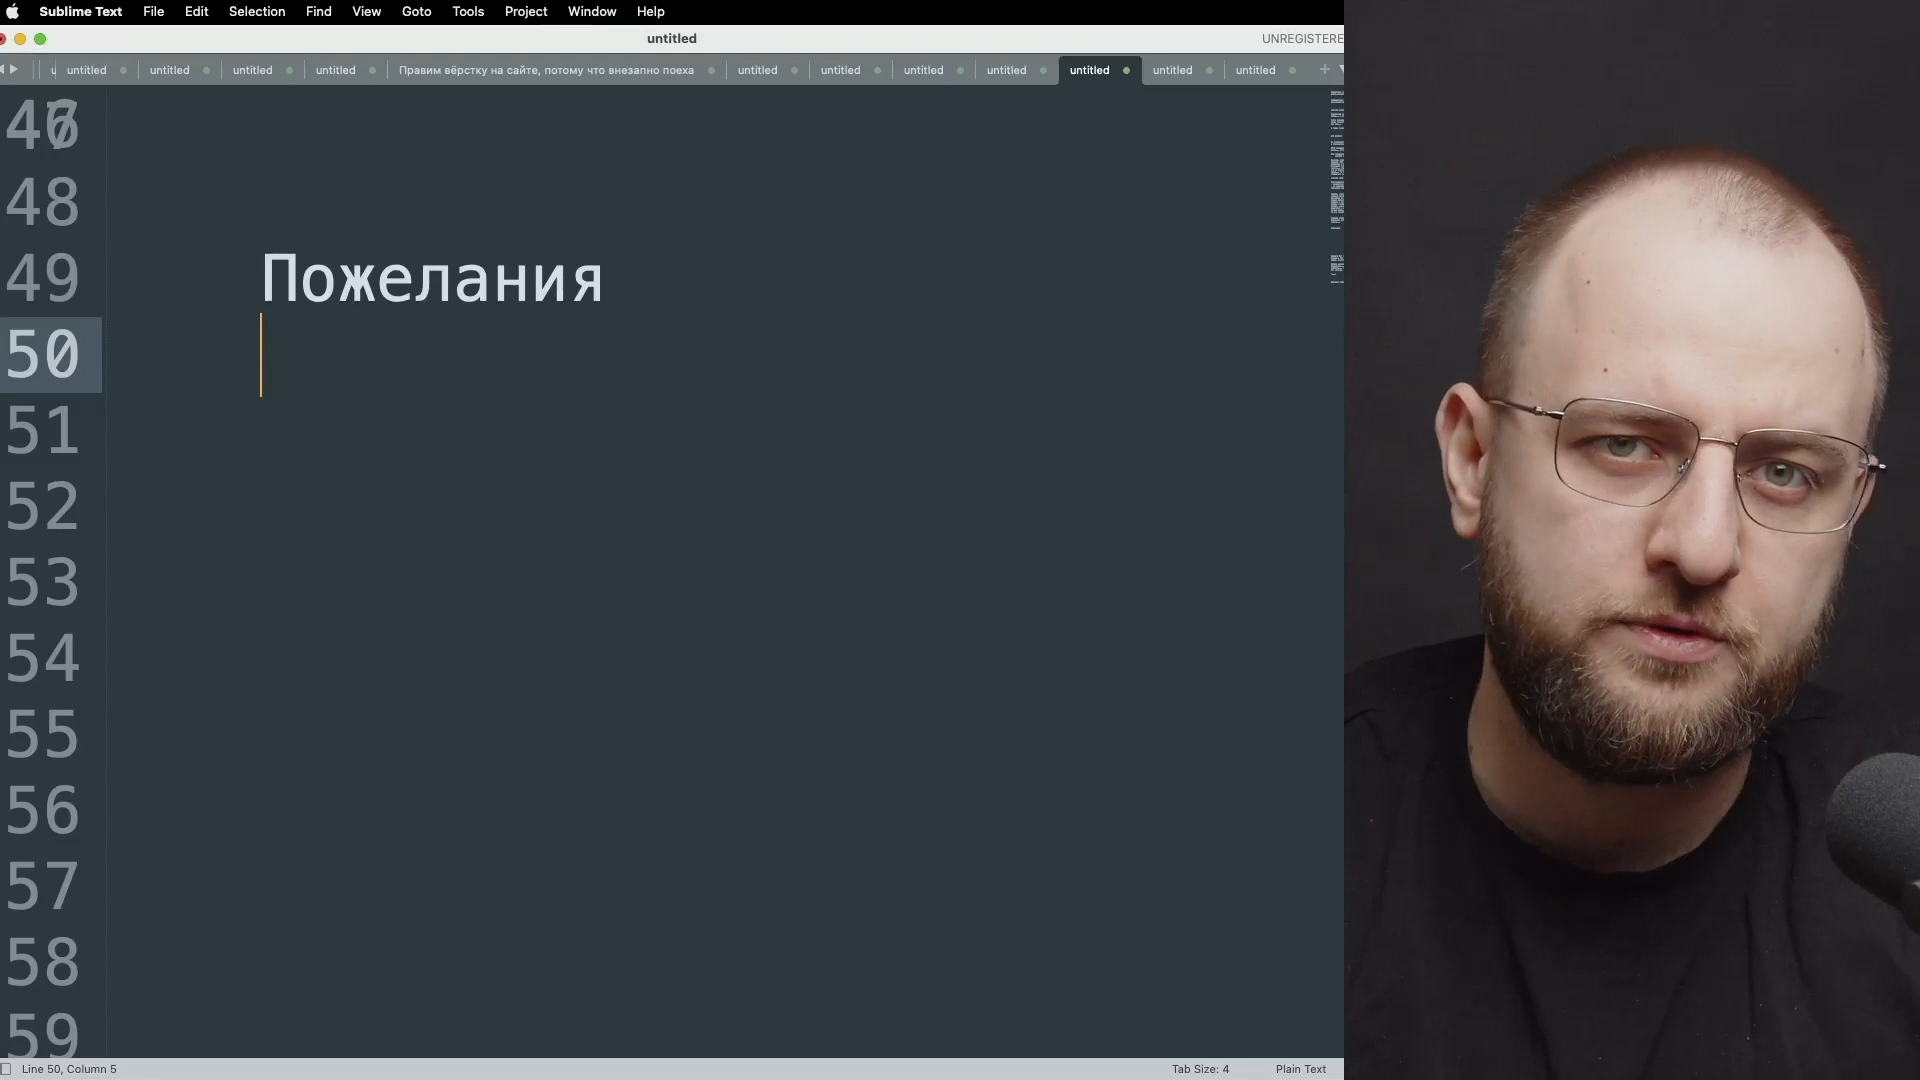 Sublime Text File Edit Selection Find View Goto Tools Project Window Help
untitled UNREGISTERE
u untitled untitled untitled untitled Правим вёрстку на сайте, потому что внезапно поеха untitled untitled untitled untitled untitled untitled untitled
48
49 Пожелания
50
51
52
53
54
55
56
57
58
59
Line 50, Column 5 Tab Size: 4 Plain Text